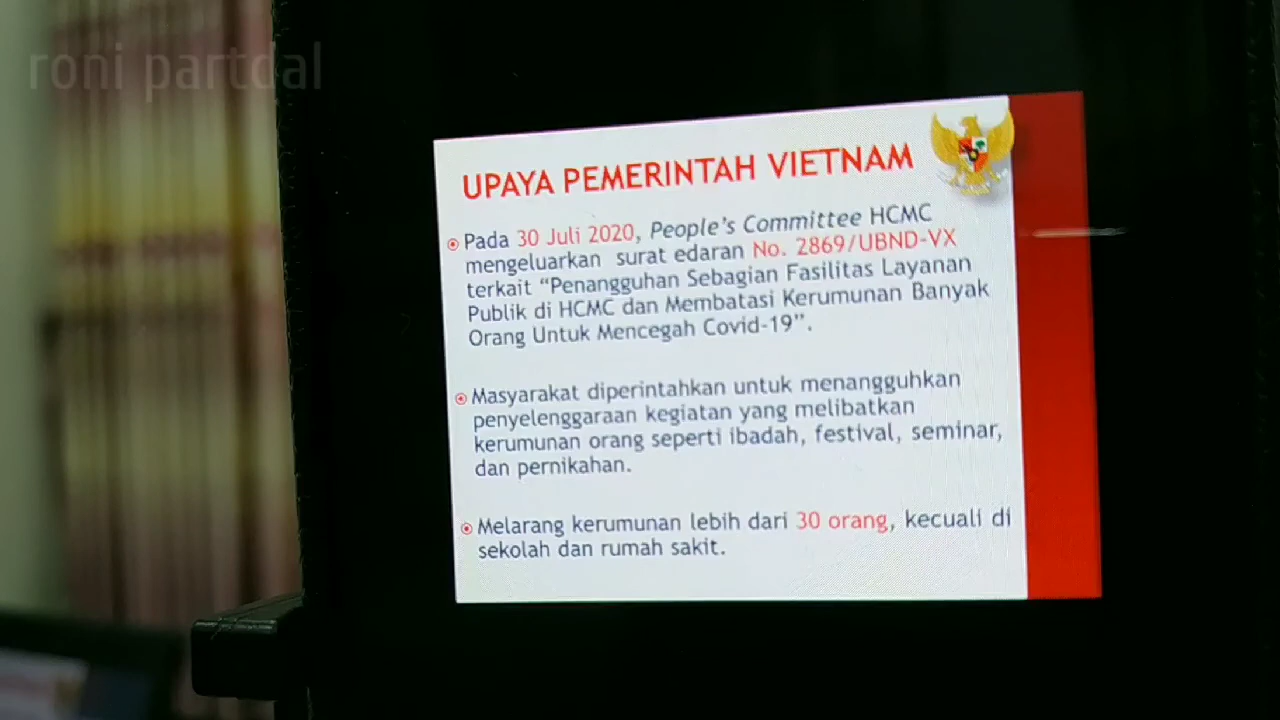 roni partdal
UPAYA PEMERINTAH VIETNAM
Pada 30 Juli 2020, People's Committee HCMC
mengeluarkan surat edaran No. 2869/UBND-VX
terkait “Penangguhan Sebagian Fasilitas Layanan
Publik di HCMC dan Membatasi Kerumunan Banyak
Orang Untuk Mencegah Covid-19”.
Masyarakat diperintahkan untuk menangguhkan
penyelenggaraan kegiatan yang melibatkan
kerumunan orang seperti ibadah, festival, seminar,
dan pernikahan.
Melarang kerumunan lebih dari 30 orang, kecuali di
sekolah dan rumah sakit.